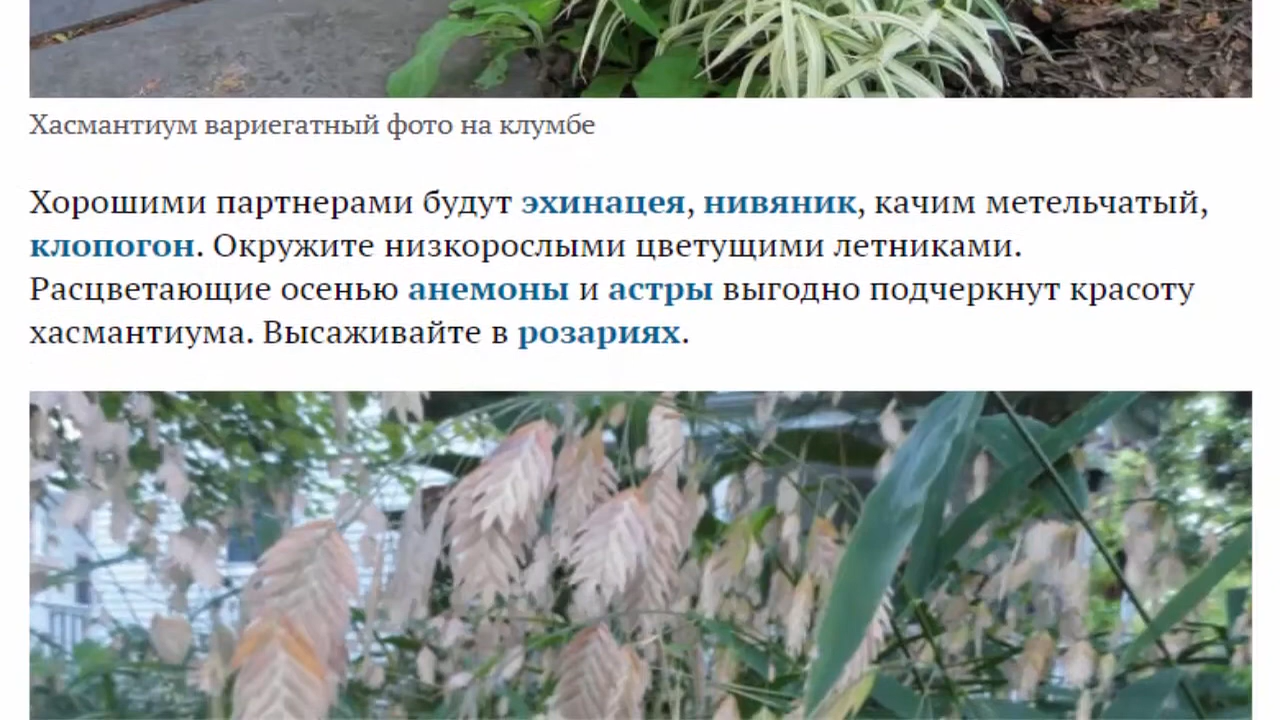 Хасмантиум вариегатный фото на клумбе
Хорошими партнерами будут эхинацея, нивяник, качим метельчатый,
клопогон. Окружите низкорослыми цветущими летниками.
Расцветающие осенью анемоны и астры выгодно подчеркнут красоту
хасмантиума. Высаживайте в розариях.